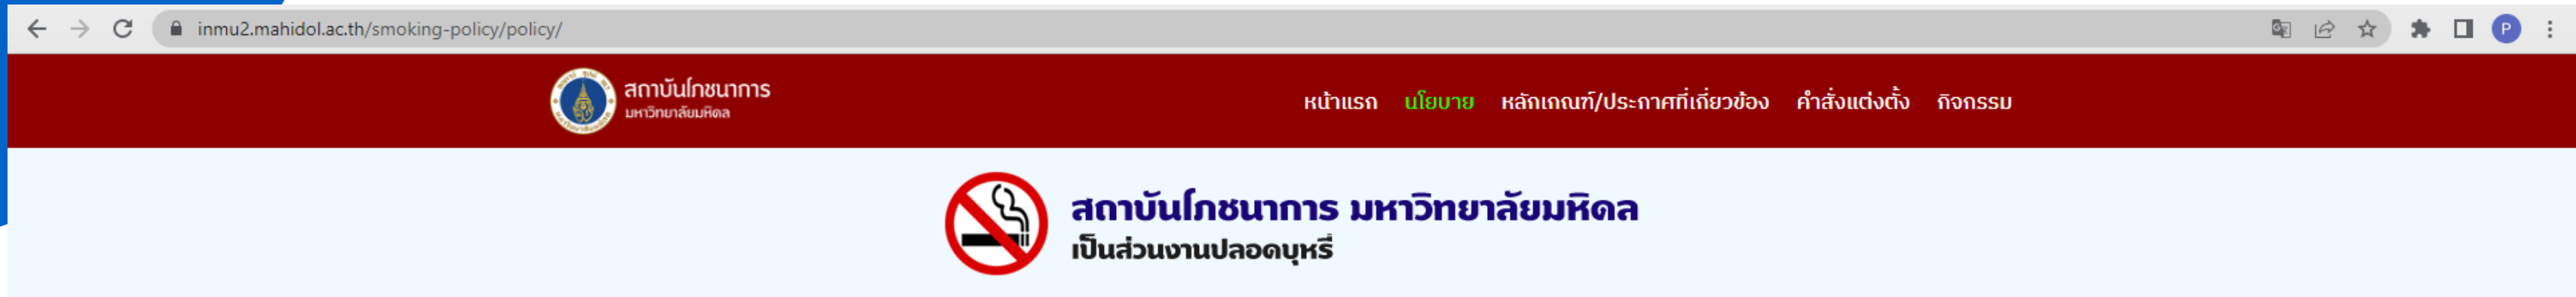 inmu2.mahidol.ac.th/smoking-policy/policy/
P
สถาบันโภชนาการ
มหาวิทยาลัยมหิดล
หน้าแรก นโยบาย หลักเกณฑ์/ประกาศที่เกี่ยวข้อง คำสั่งแต่งตั้ง กิจกรรม
สถาบันโภชนาการ มหาวิทยาลัยมหิดล
เป็นส่วนงานปลอดบุหรี่